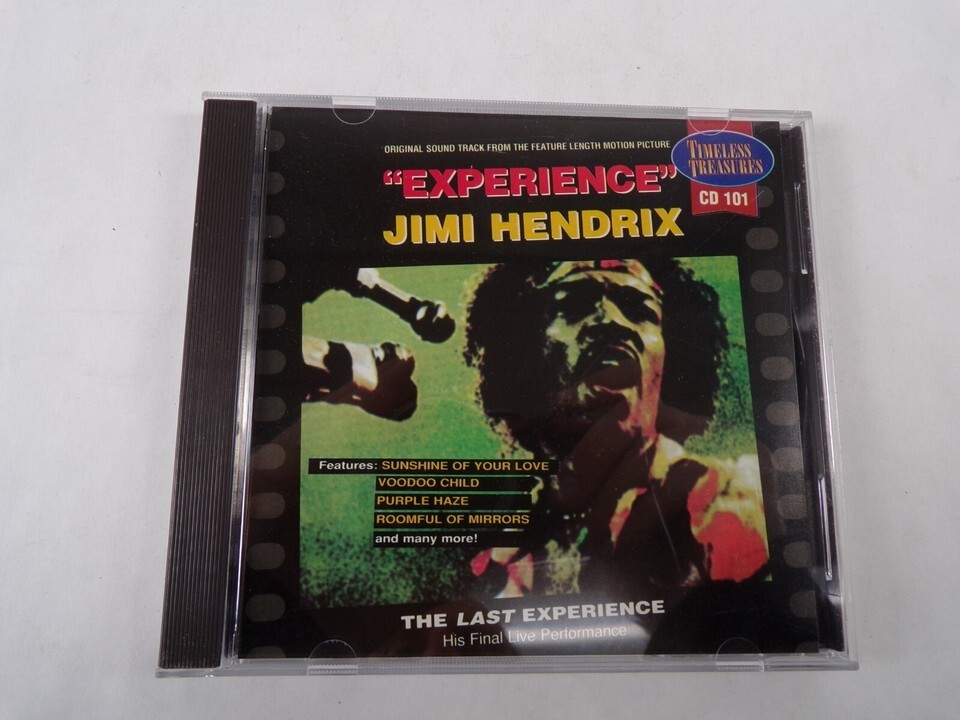 ORIGINAL SOUND TRACK FROM THE FEATURE LENGTH MOTION PICTURE
"EXPERIENCE"
JIMI HENDRIX
TIMELESS
TREASURES
CD 101
Features: SUNSHINE OF YOUR LOVE
VOODOO CHILD
PURPLE HAZE
ROOMFUL OF MIRRORS
and many more!
THE LAST EXPERIENCE
His Final Live Performance